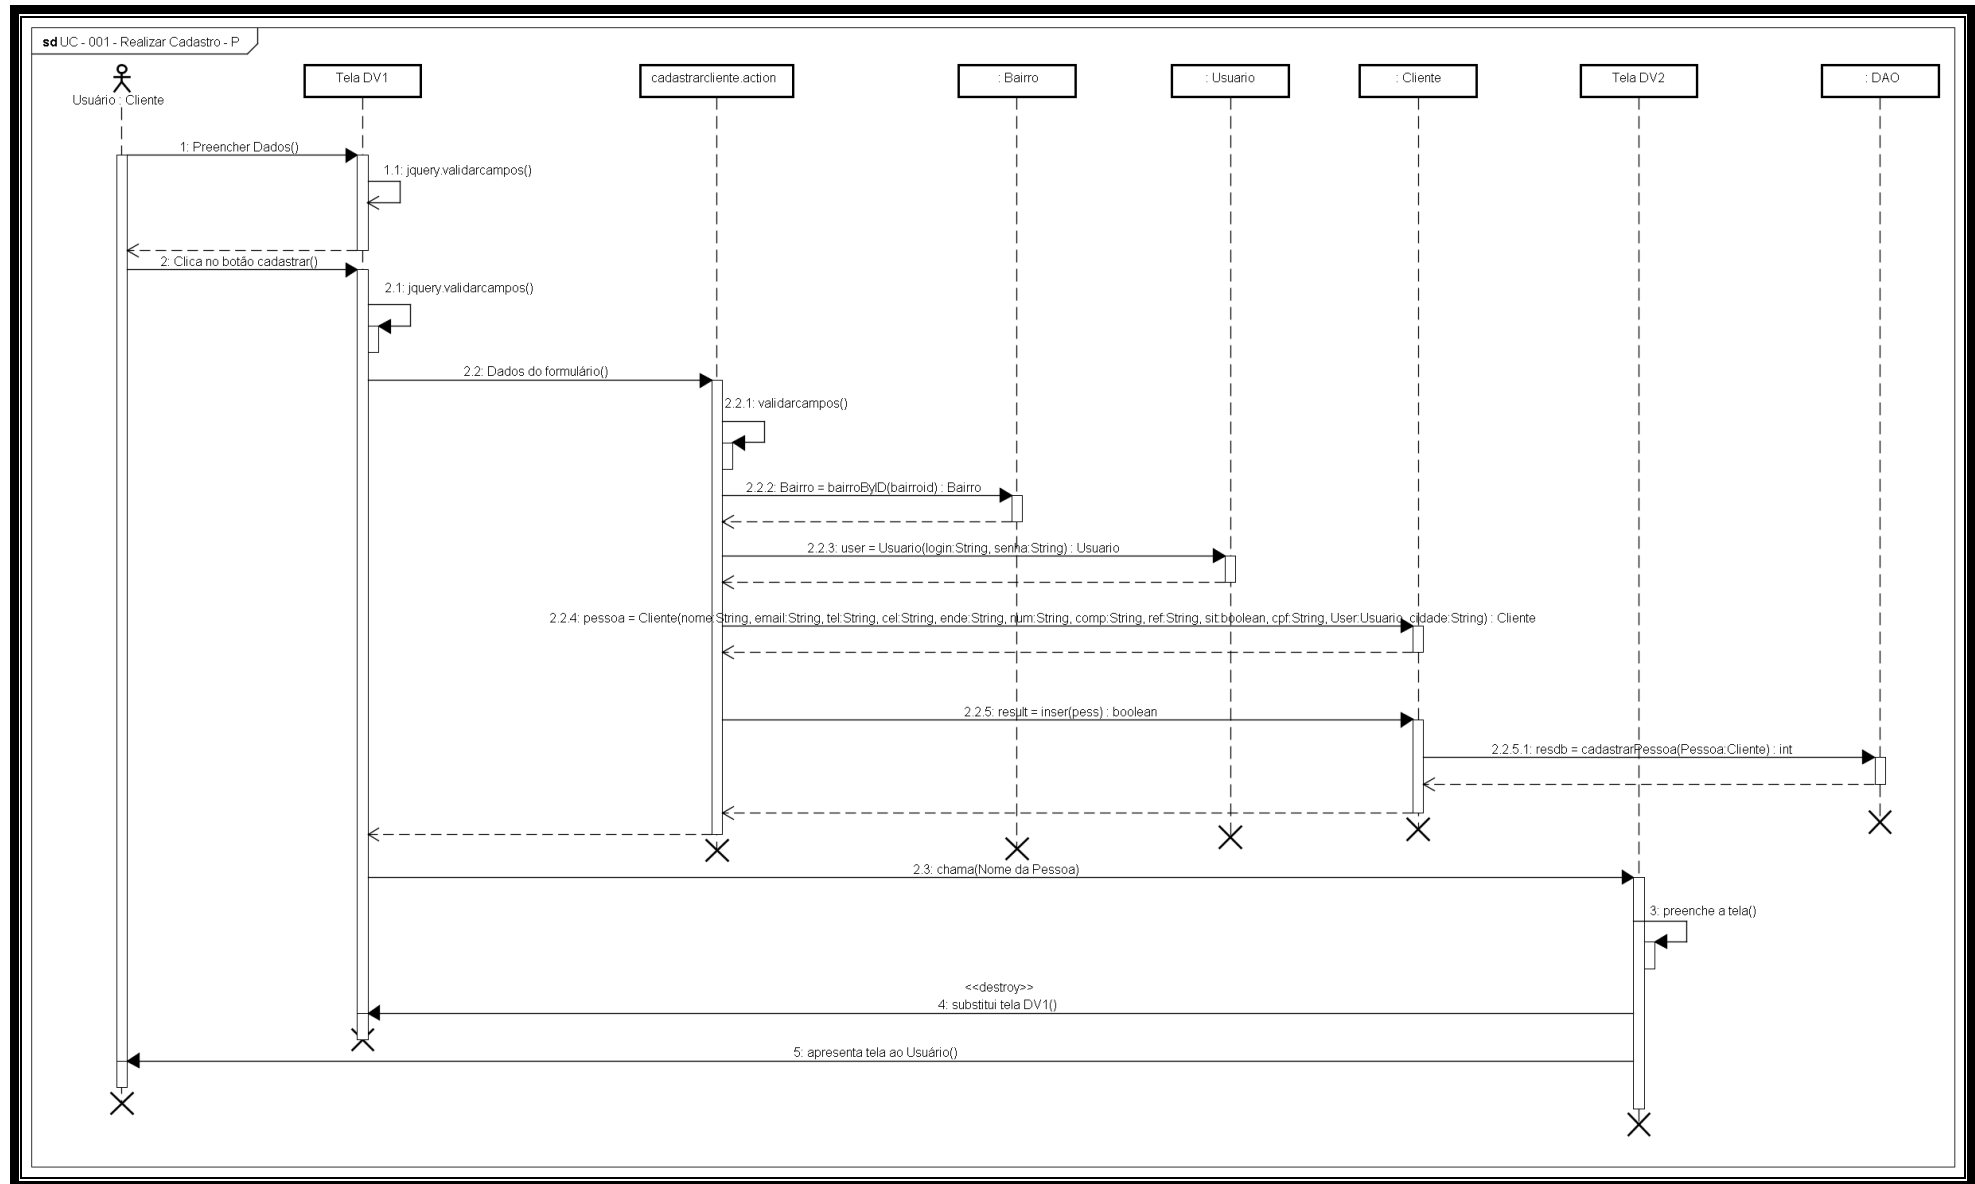 sd UC - 001 - Realizar Cadastro - P
Usuário : Cliente
Tela DV1
cadastrarcliente.action
: Bairro
: Usuario
: Cliente
Tela DV2
: DAO
1: Preencher Dados()
1.1: jquery.validarcampos()
2: Clica no botão cadastrar()
2.1: jquery.validarcampos()
2.2: Dados do formulário()
2.2.1: validarcampos()
2.2.2: Bairro = bairroByID(bairroid) : Bairro
2.2.3: user = Usuario(login:String, senha:String) : Usuario
2.2.4: pessoa = Cliente(nome:String, email:String, tel:String, cel:String, ende:String, num:String, comp:String, ref:String, sit:boolean, cpf:String, User:Usuario, cidade:String) : Cliente
2.2.5: result = inser(pess) : boolean
2.2.5.1: resdb = cadastrarPessoa(Pessoa:Cliente) : int
2.3: chama(Nome da Pessoa)
3: preenche a tela()
<<destroy>>
4: substitui tela DV1()
5: apresenta tela ao Usuário()